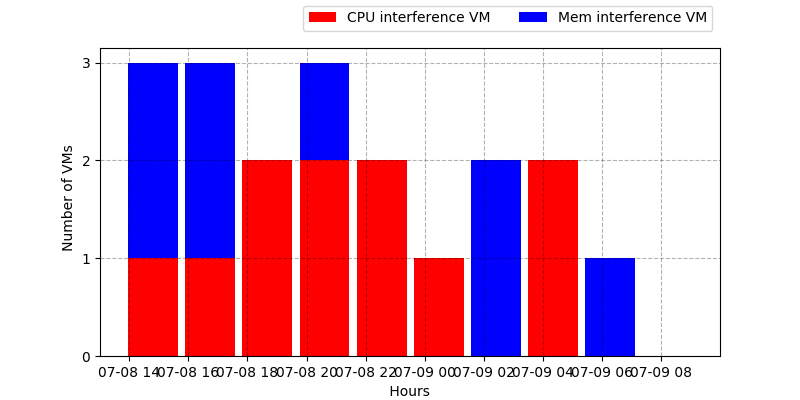 CPU interference VM Mem interference VM
3
2
1
0
Number of VMs
07-08 14 07-08 16 07-08 18 07-08 20 07-08 22 07-09 00 07-09 02 07-09 04 07-09 06 07-09 08
Hours